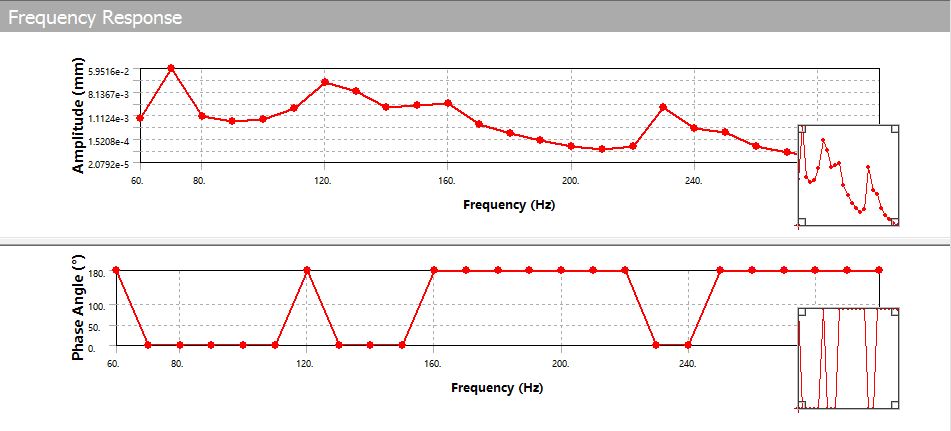 Frequency Response
Amplitude (mm)
5.9516e-2
8.1367e-3
1.1124e-3
1.5208e-4
2.0792e-5
60. 80. 120. 160. 200. 240.
Frequency (Hz)
Phase Angle (°)
180.
100.
50.
0.
60. 80. 120. 160. 200. 240.
Frequency (Hz)